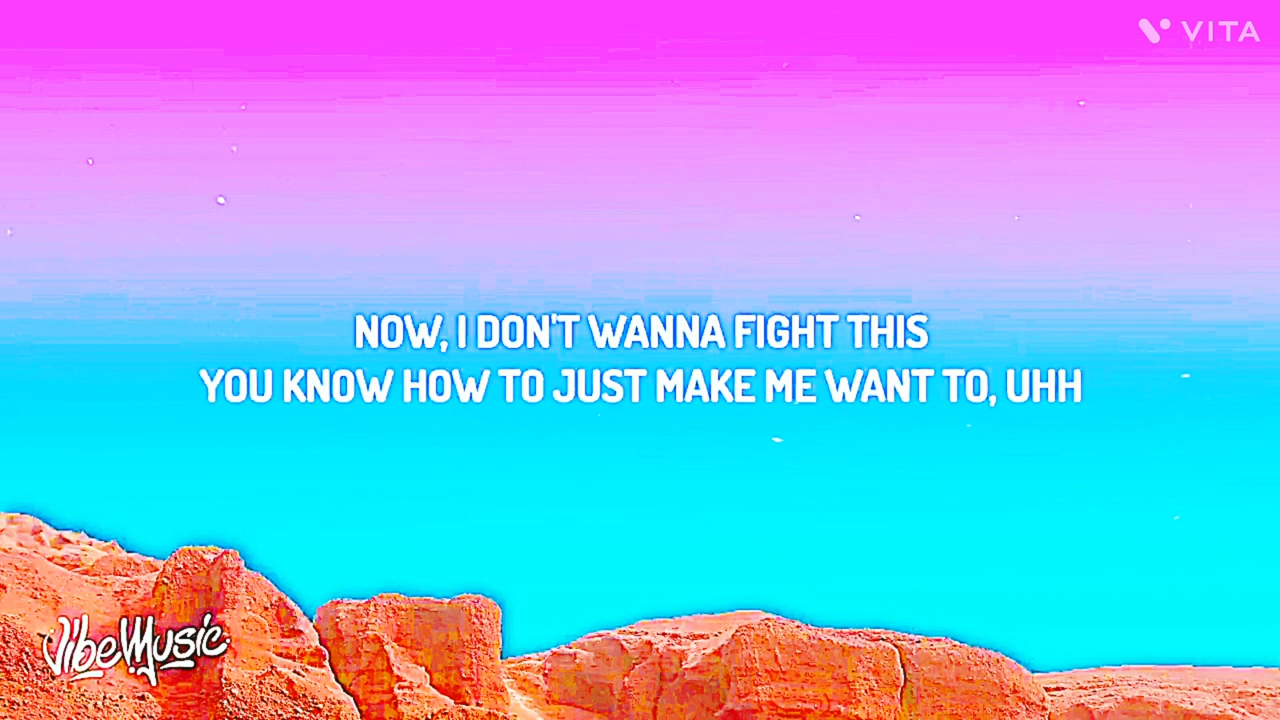 VITA
NOW, I DON'T WANNA FIGHT THIS
YOU KNOW HOW TO JUST MAKE ME WANT TO, UHH
VibeMusic